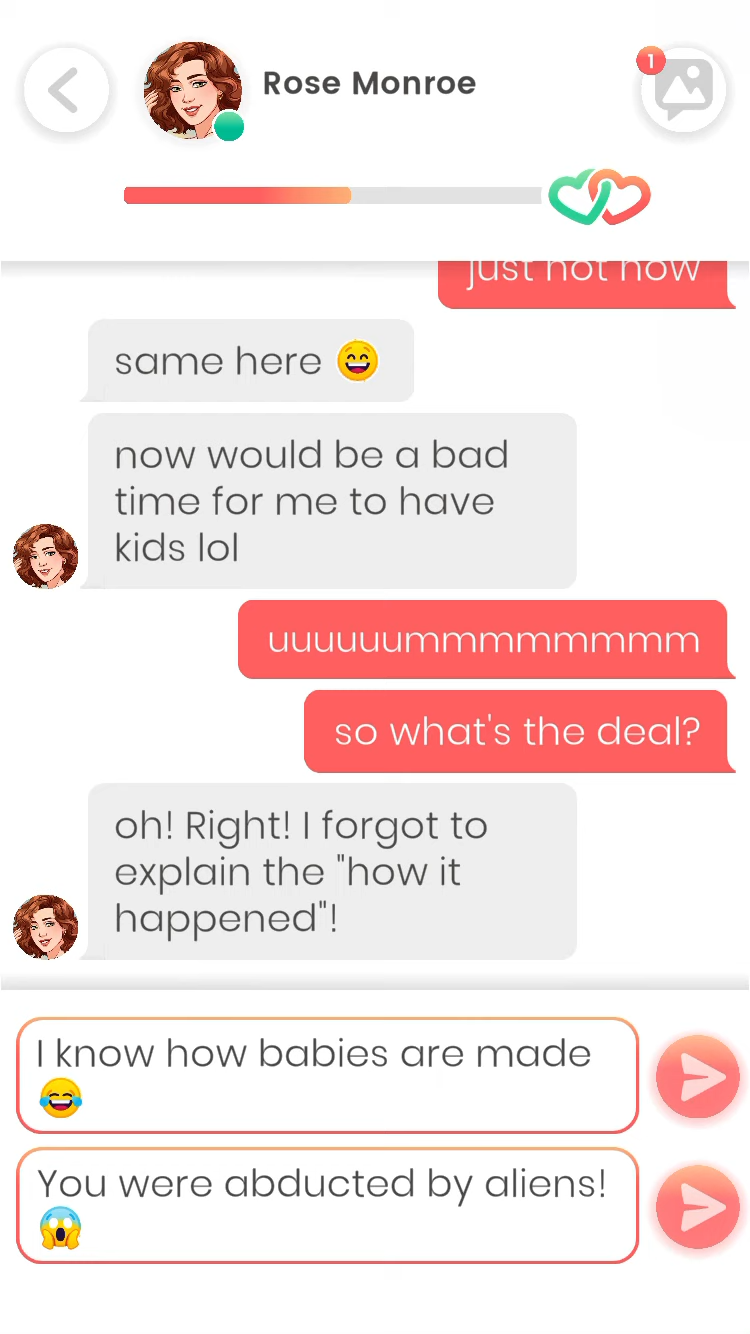 Rose Monroe
1
just not now
same here 😄
now would be a bad
time for me to have
kids lol
uuuuuummmmmmmm
so what's the deal?
oh! Right! I forgot to
explain the "how it
happened"!
I know how babies are made
😂
You were abducted by aliens!
😱